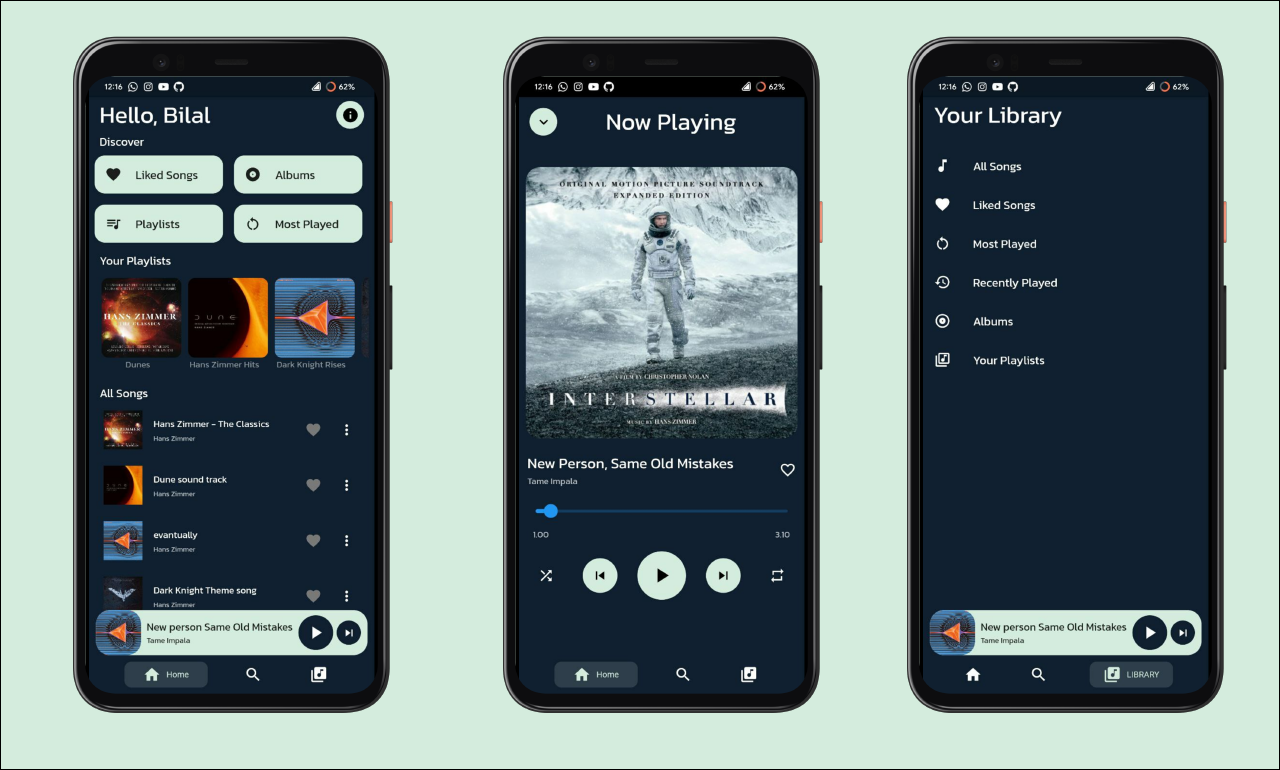 12:16
62%
Hello, Bilal
Discover
Liked Songs
Albums
Playlists
Most Played
Your Playlists
HANS ZIMMER
THE CLASSICS
DUNE
Dunes
Hans Zimmer Hits
Dark Knight Rises
All Songs
Hans Zimmer - The Classics
Hans Zimmer
Dune sound track
Hans Zimmer
evantually
Hans Zimmer
Dark Knight Theme song
Hans Zimmer
New person Same Old Mistakes
Tame Impala
Home
12:16
62%
Now Playing
ORIGINAL MOTION PICTURE SOUNDTRACK
EXPANDED EDITION
A FILM BY CHRISTOPHER NOLAN
INTERSTELLAR
MUSIC BY HANS ZIMMER
New Person, Same Old Mistakes
Tame Impala
1.00
3.10
Home
12:16
62%
Your Library
All Songs
Liked Songs
Most Played
Recently Played
Albums
Your Playlists
New person Same Old Mistakes
Tame Impala
LIBRARY